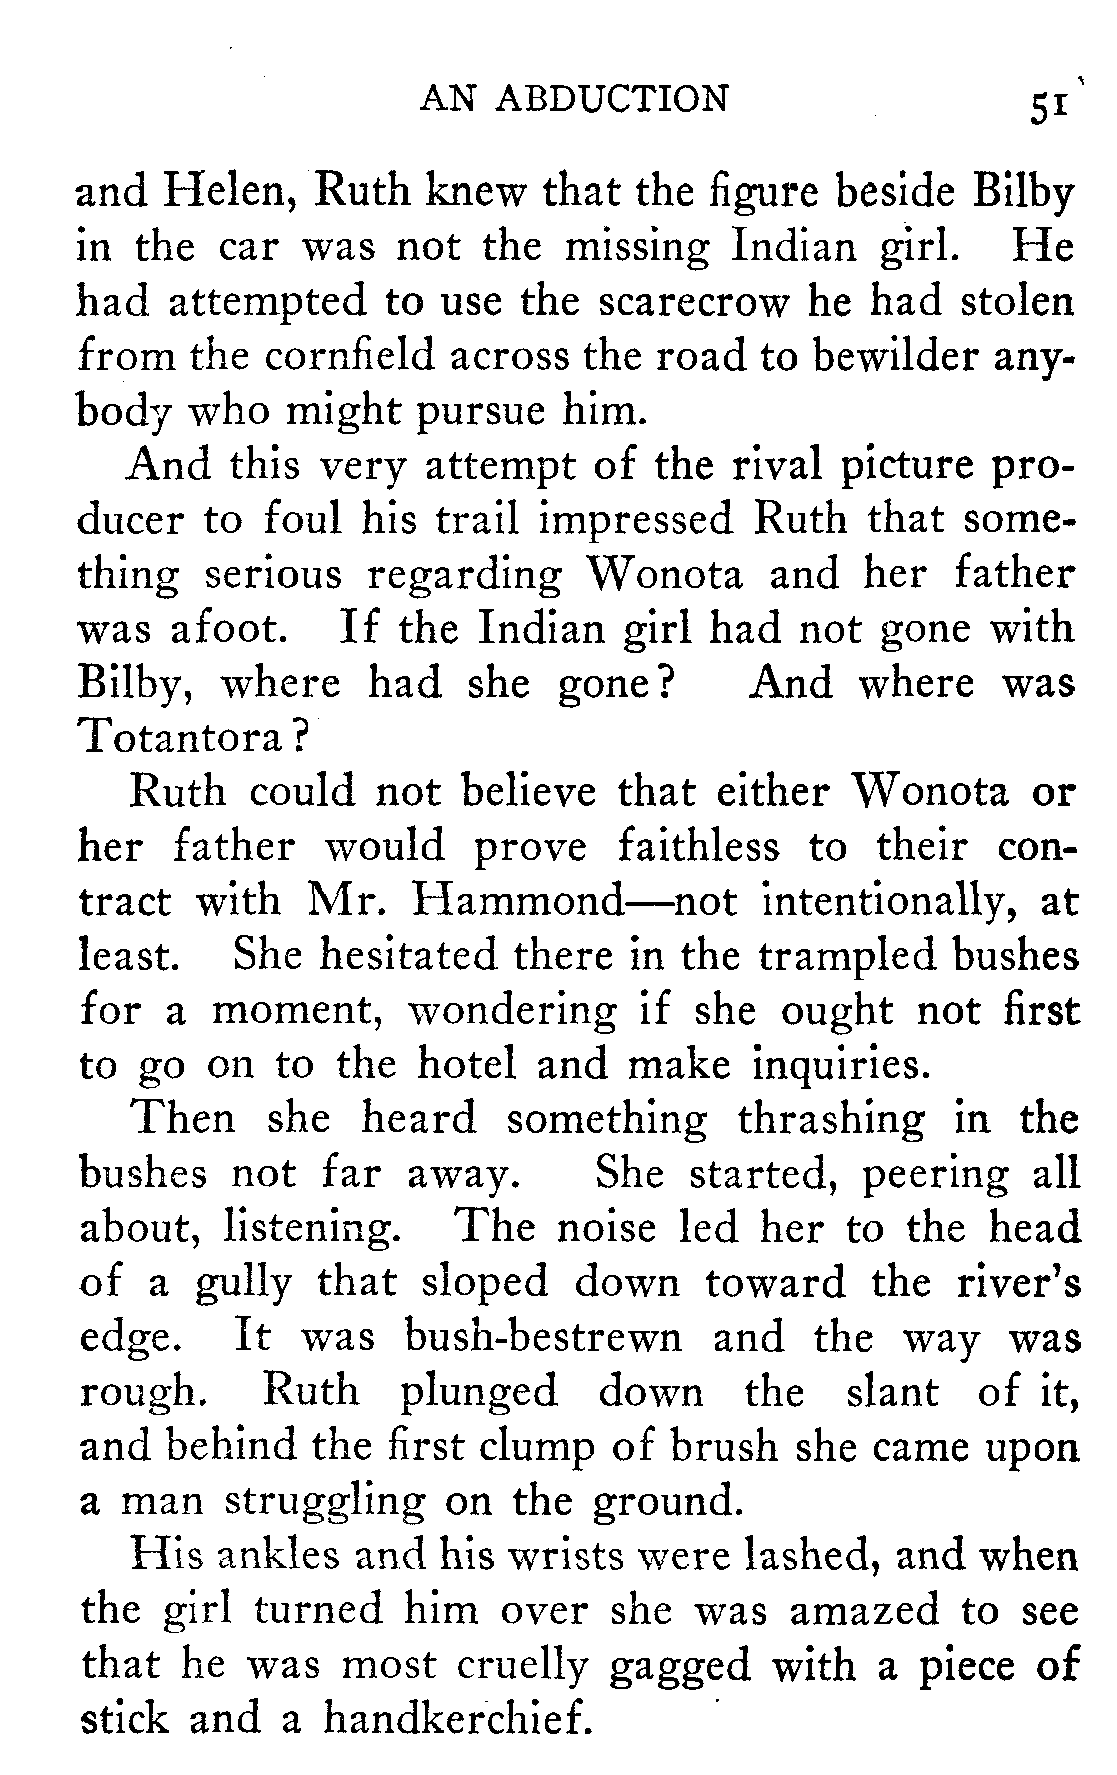 AN ABDUCTION 51
and Helen, Ruth knew that the figure beside Bilby
in the car was not the missing Indian girl. He
had attempted to use the scarecrow he had stolen
from the cornfield across the road to bewilder any-
body who might pursue him.
And this very attempt of the rival picture pro-
ducer to foul his trail impressed Ruth that some-
thing serious regarding Wonota and her father
was afoot. If the Indian girl had not gone with
Bilby, where had she gone? And where was
Totantora?
Ruth could not believe that either Wonota or
her father would prove faithless to their con-
tract with Mr. Hammond—not intentionally, at
least. She hesitated there in the trampled bushes
for a moment, wondering if she ought not first
to go on to the hotel and make inquiries.
Then she heard something thrashing in the
bushes not far away. She started, peering all
about, listening. The noise led her to the head
of a gully that sloped down toward the river's
edge. It was bush-bestrewn and the way was
rough. Ruth plunged down the slant of it,
and behind the first clump of brush she came upon
a man struggling on the ground.
His ankles and his wrists were lashed, and when
the girl turned him over she was amazed to see
that he was most cruelly gagged with a piece of
stick and a handkerchief.